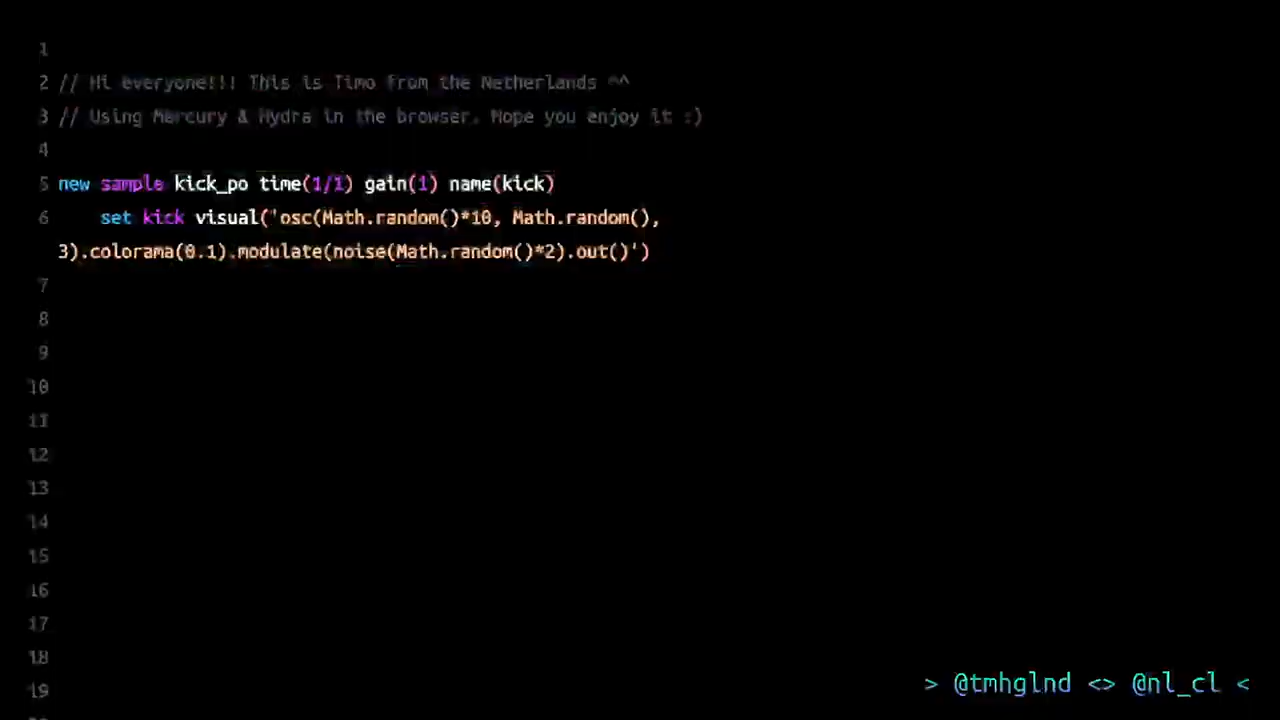 1
2 // Hi everyone!!! This is Timo from the Netherlands ^^
3 // Using Mercury & Hydra in the browser. Hope you enjoy it :)
4
5 new sample kick_po time(1/1) gain(1) name(kick)
6 set kick visual('osc(Math.random()*10, Math.random(),
3).colorama(0.1).modulate(noise(Math.random()*2).out()')
7
8
9
10
11
12
13
14
15
16
17
18
19
> @tmhglnd <> @nl_cl <